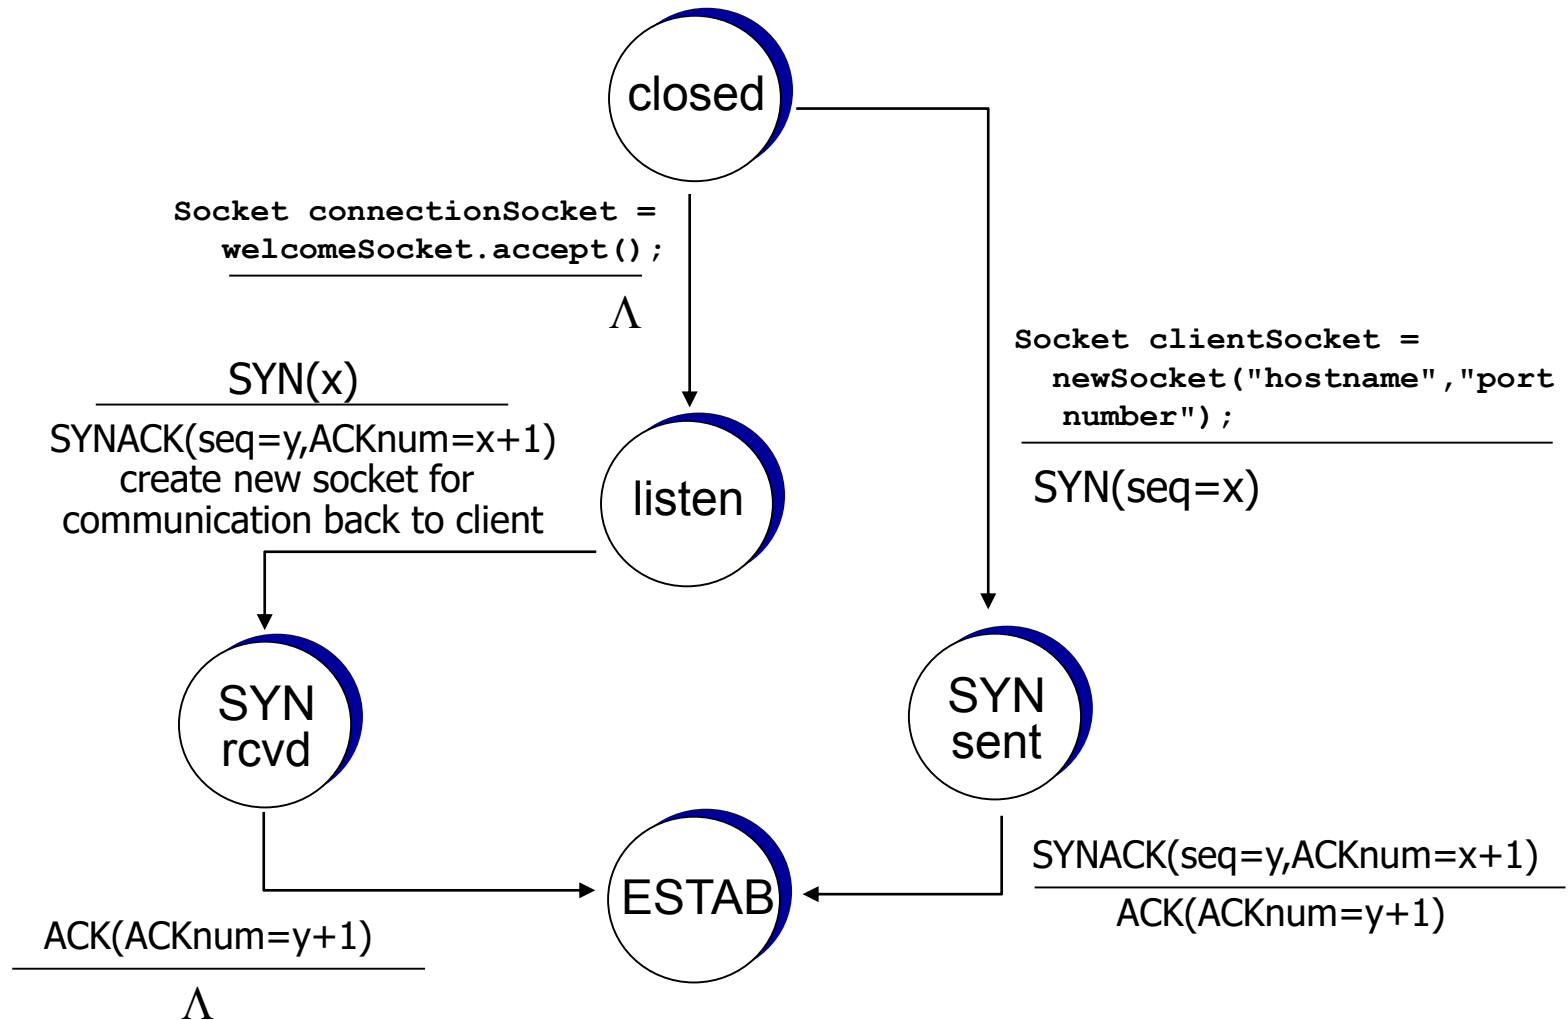 closed
Socket connectionSocket =
welcomeSocket.accept();
Λ
Socket clientSocket =
newSocket("hostname","port
number");
SYN(seq=x)
SYN(x)
SYNACK(seq=y,ACKnum=x+1)
create new socket for
communication back to client
listen
SYN
rcvd
SYN
sent
ESTAB
SYNACK(seq=y,ACKnum=x+1)
ACK(ACKnum=y+1)
ACK(ACKnum=y+1)
Λ